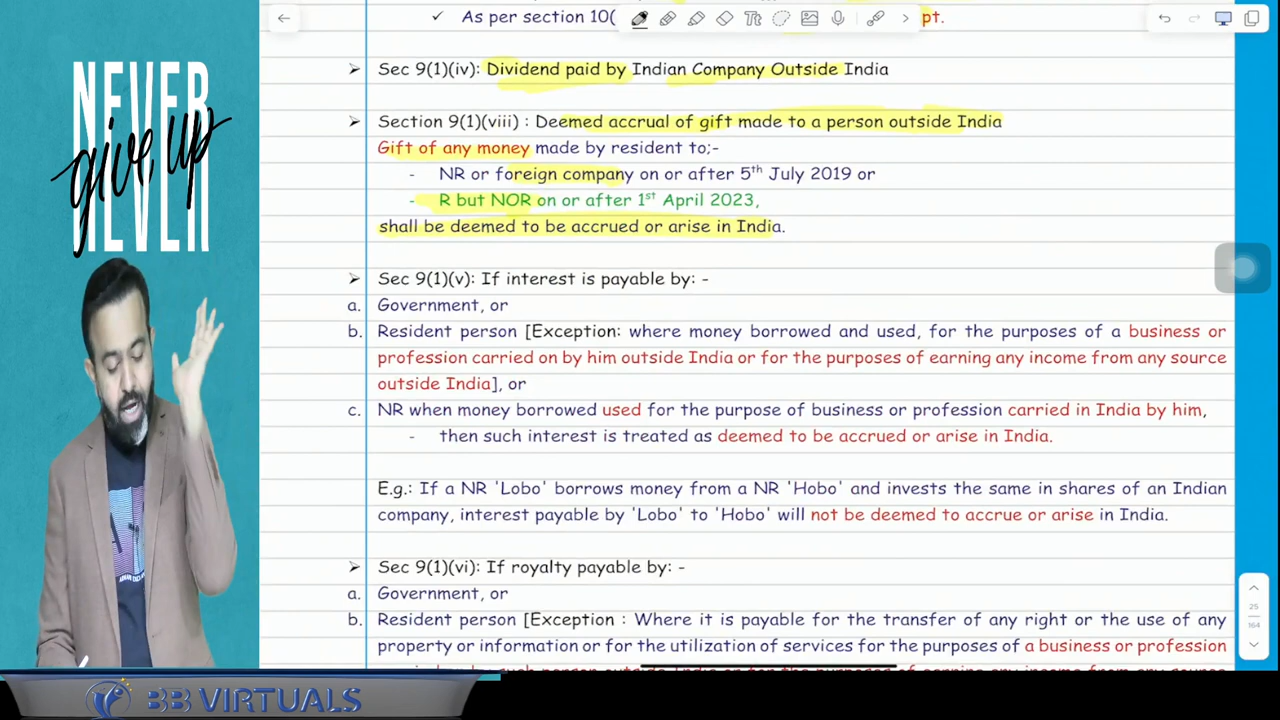 NEVER
give up
NEVER
✓ As per section 10( pt.
➤ Sec 9(1)(iv): Dividend paid by Indian Company Outside India
➤ Section 9(1)(viii) : Deemed accrual of gift made to a person outside India
Gift of any money made by resident to;-
- NR or foreign company on or after 5th July 2019 or
- R but NOR on or after 1st April 2023,
shall be deemed to be accrued or arise in India.
➤ Sec 9(1)(v): If interest is payable by: -
a. Government, or
b. Resident person [Exception: where money borrowed and used, for the purposes of a business or
profession carried on by him outside India or for the purposes of earning any income from any source
outside India], or
c. NR when money borrowed used for the purpose of business or profession carried in India by him,
- then such interest is treated as deemed to be accrued or arise in India.
E.g.: If a NR 'Lobo' borrows money from a NR 'Hobo' and invests the same in shares of an Indian
company, interest payable by 'Lobo' to 'Hobo' will not be deemed to accrue or arise in India.
➤ Sec 9(1)(vi): If royalty payable by: -
a. Government, or
b. Resident person [Exception : Where it is payable for the transfer of any right or the use of any
property or information or for the utilization of services for the purposes of a business or profession
25
164
BB VIRTUALS